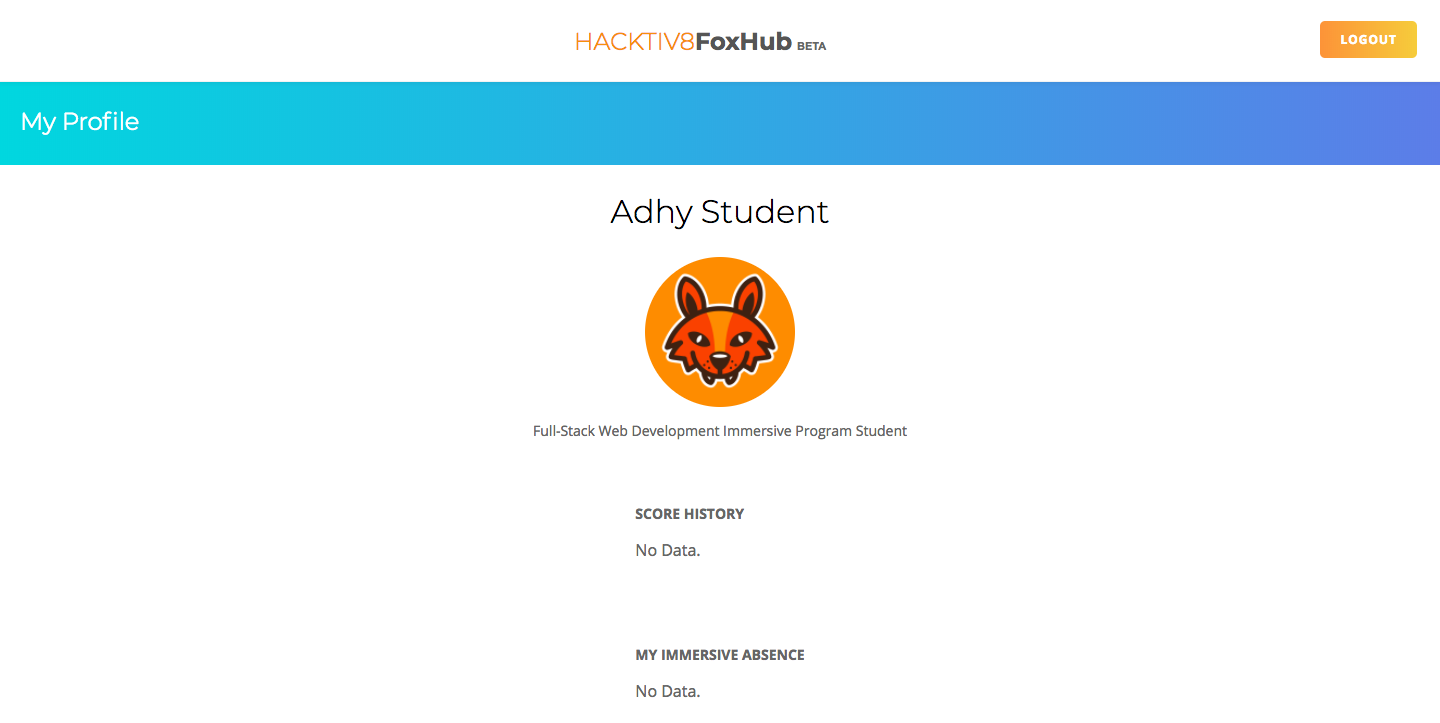 HACKTIV8FoxHub BETA
LOGOUT
My Profile
Adhy Student
Full-Stack Web Development Immersive Program Student
SCORE HISTORY
No Data.
MY IMMERSIVE ABSENCE
No Data.